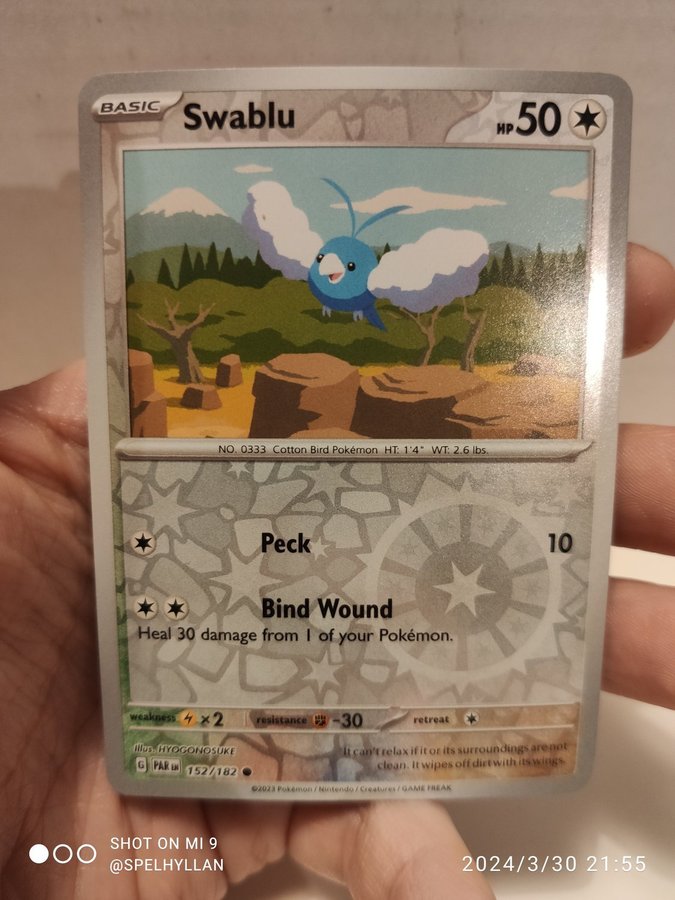 BASIC Swablu HP 50
NO. 0333 Cotton Bird Pokémon HT: 1'4" WT: 2.6 lbs.
Peck 10
Bind Wound
Heal 30 damage from 1 of your Pokémon.
weakness ×2 resistance -30 retreat
Illus. HYOGONOSUKE
It can't relax if it or its surroundings are not
clean. It wipes off dirt with its wings.
G PAR EN 152/182
©2023 Pokémon / Nintendo / Creatures / GAME FREAK
SHOT ON MI 9
@SPELHYLLAN
2024/3/30 21:55